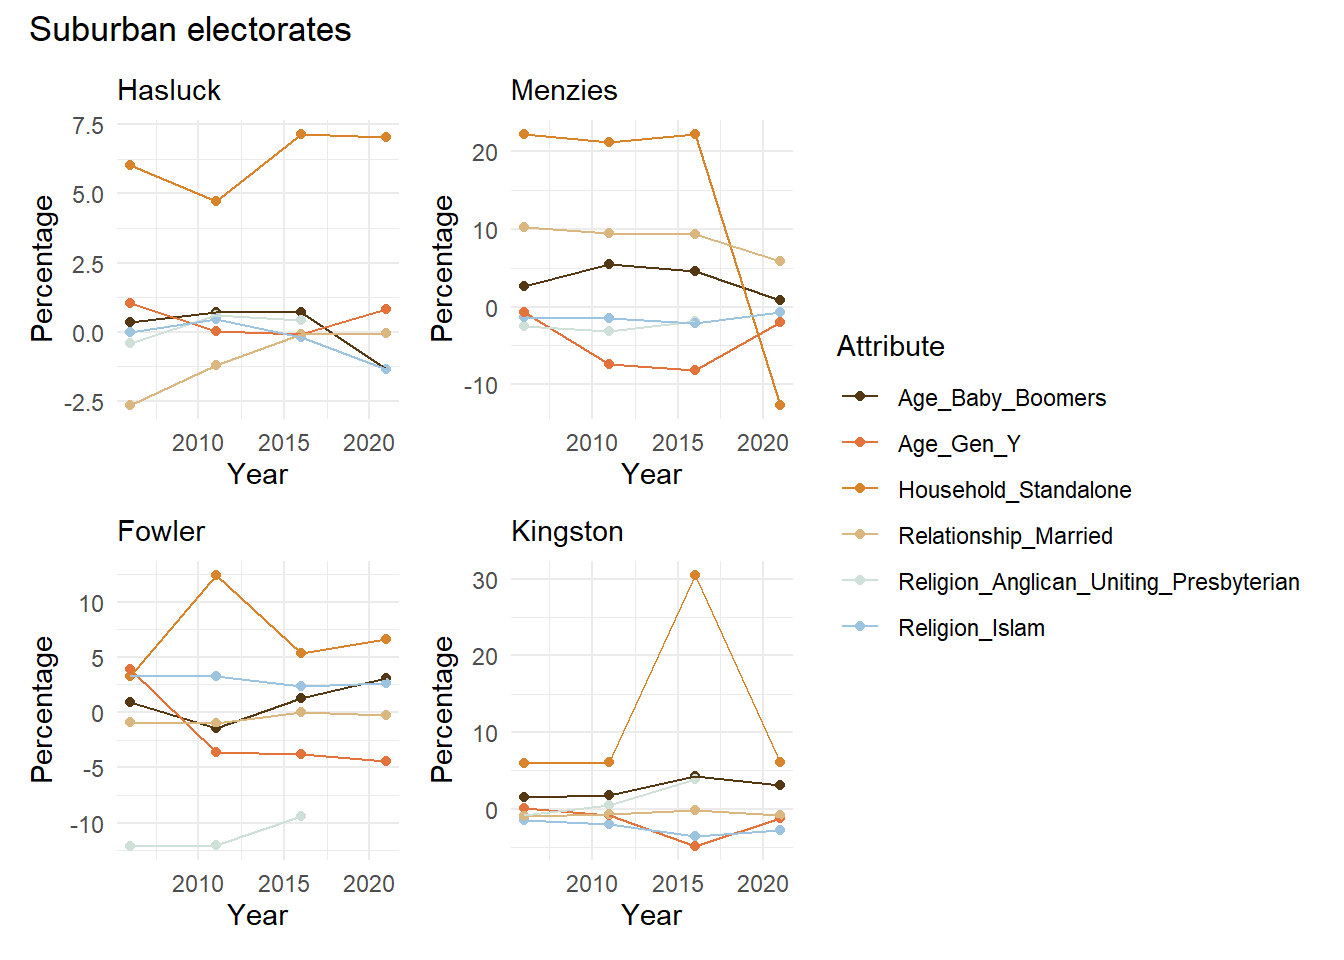 Suburban electorates
Hasluck
Percentage
7.5
5.0
2.5
0.0
-2.5
2010 2015 2020
Year
Menzies
Percentage
20
10
0
-10
2010 2015 2020
Year
Fowler
Percentage
10
5
0
-5
-10
2010 2015 2020
Year
Kingston
Percentage
30
20
10
0
2010 2015 2020
Year
Attribute
Age_Baby_Boomers
Age_Gen_Y
Household_Standalone
Relationship_Married
Religion_Anglican_Uniting_Presbyterian
Religion_Islam